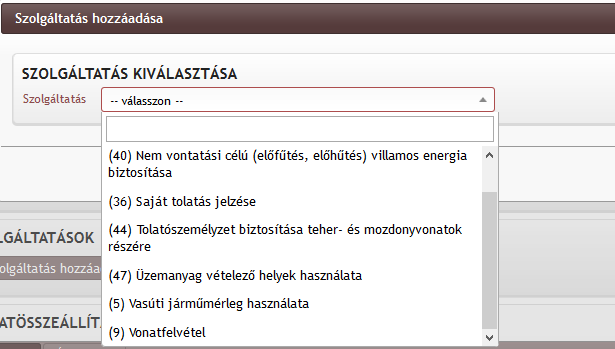 Szolgáltatás hozzáadása
SZOLGÁLTATÁS KIVÁLASZTÁSA
Szolgáltatás
-- válasszon --
(40) Nem vontatási célú (előfűtés, előhűtés) villamos energia
biztosítása
(36) Saját tolatás jelzése
(44) Tolatószemélyzet biztosítása teher- és mozdonyvonatok
részére
(47) Üzemanyag vételező helyek használata
(5) Vasúti járműmérleg használata
(9) Vonatfelvétel
LGÁLTATÁSOK
olgáltatás hozzáa
ATÖSSZEÁLLÍTÁ